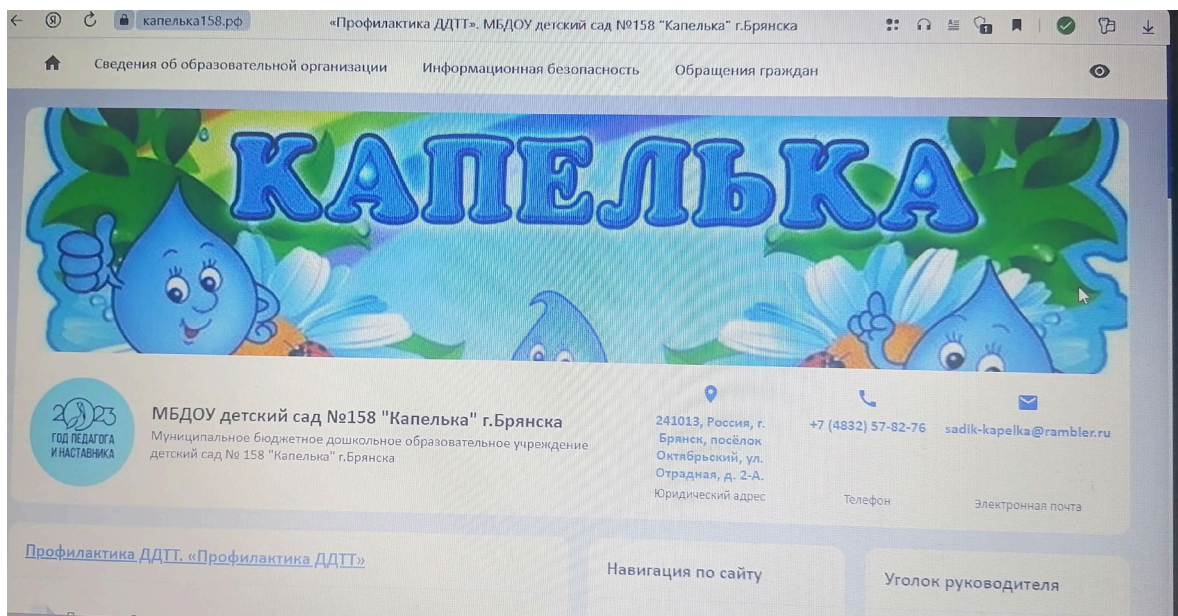 капелька158.рф
«Профилактика ДДТТ». МБДОУ детский сад №158 "Капелька" г.Брянска
Сведения об образовательной организации
Информационная безопасность
Обращения граждан
КАПЕЛЬКА
2023
ГОД ПЕДАГОГА
И НАСТАВНИКА
МБДОУ детский сад №158 "Капелька" г.Брянска
Муниципальное бюджетное дошкольное образовательное учреждение
детский сад № 158 "Капелька" г.Брянска
241013, Россия, г.
Брянск, посёлок
Октябрьский, ул.
Отрадная, д. 2-А.
Юридический адрес
+7 (4832) 57-82-76
Телефон
sadik-kapelka@rambler.ru
Электронная почта
Профилактика ДДТТ. «Профилактика ДДТТ»
Навигация по сайту
Уголок руководителя